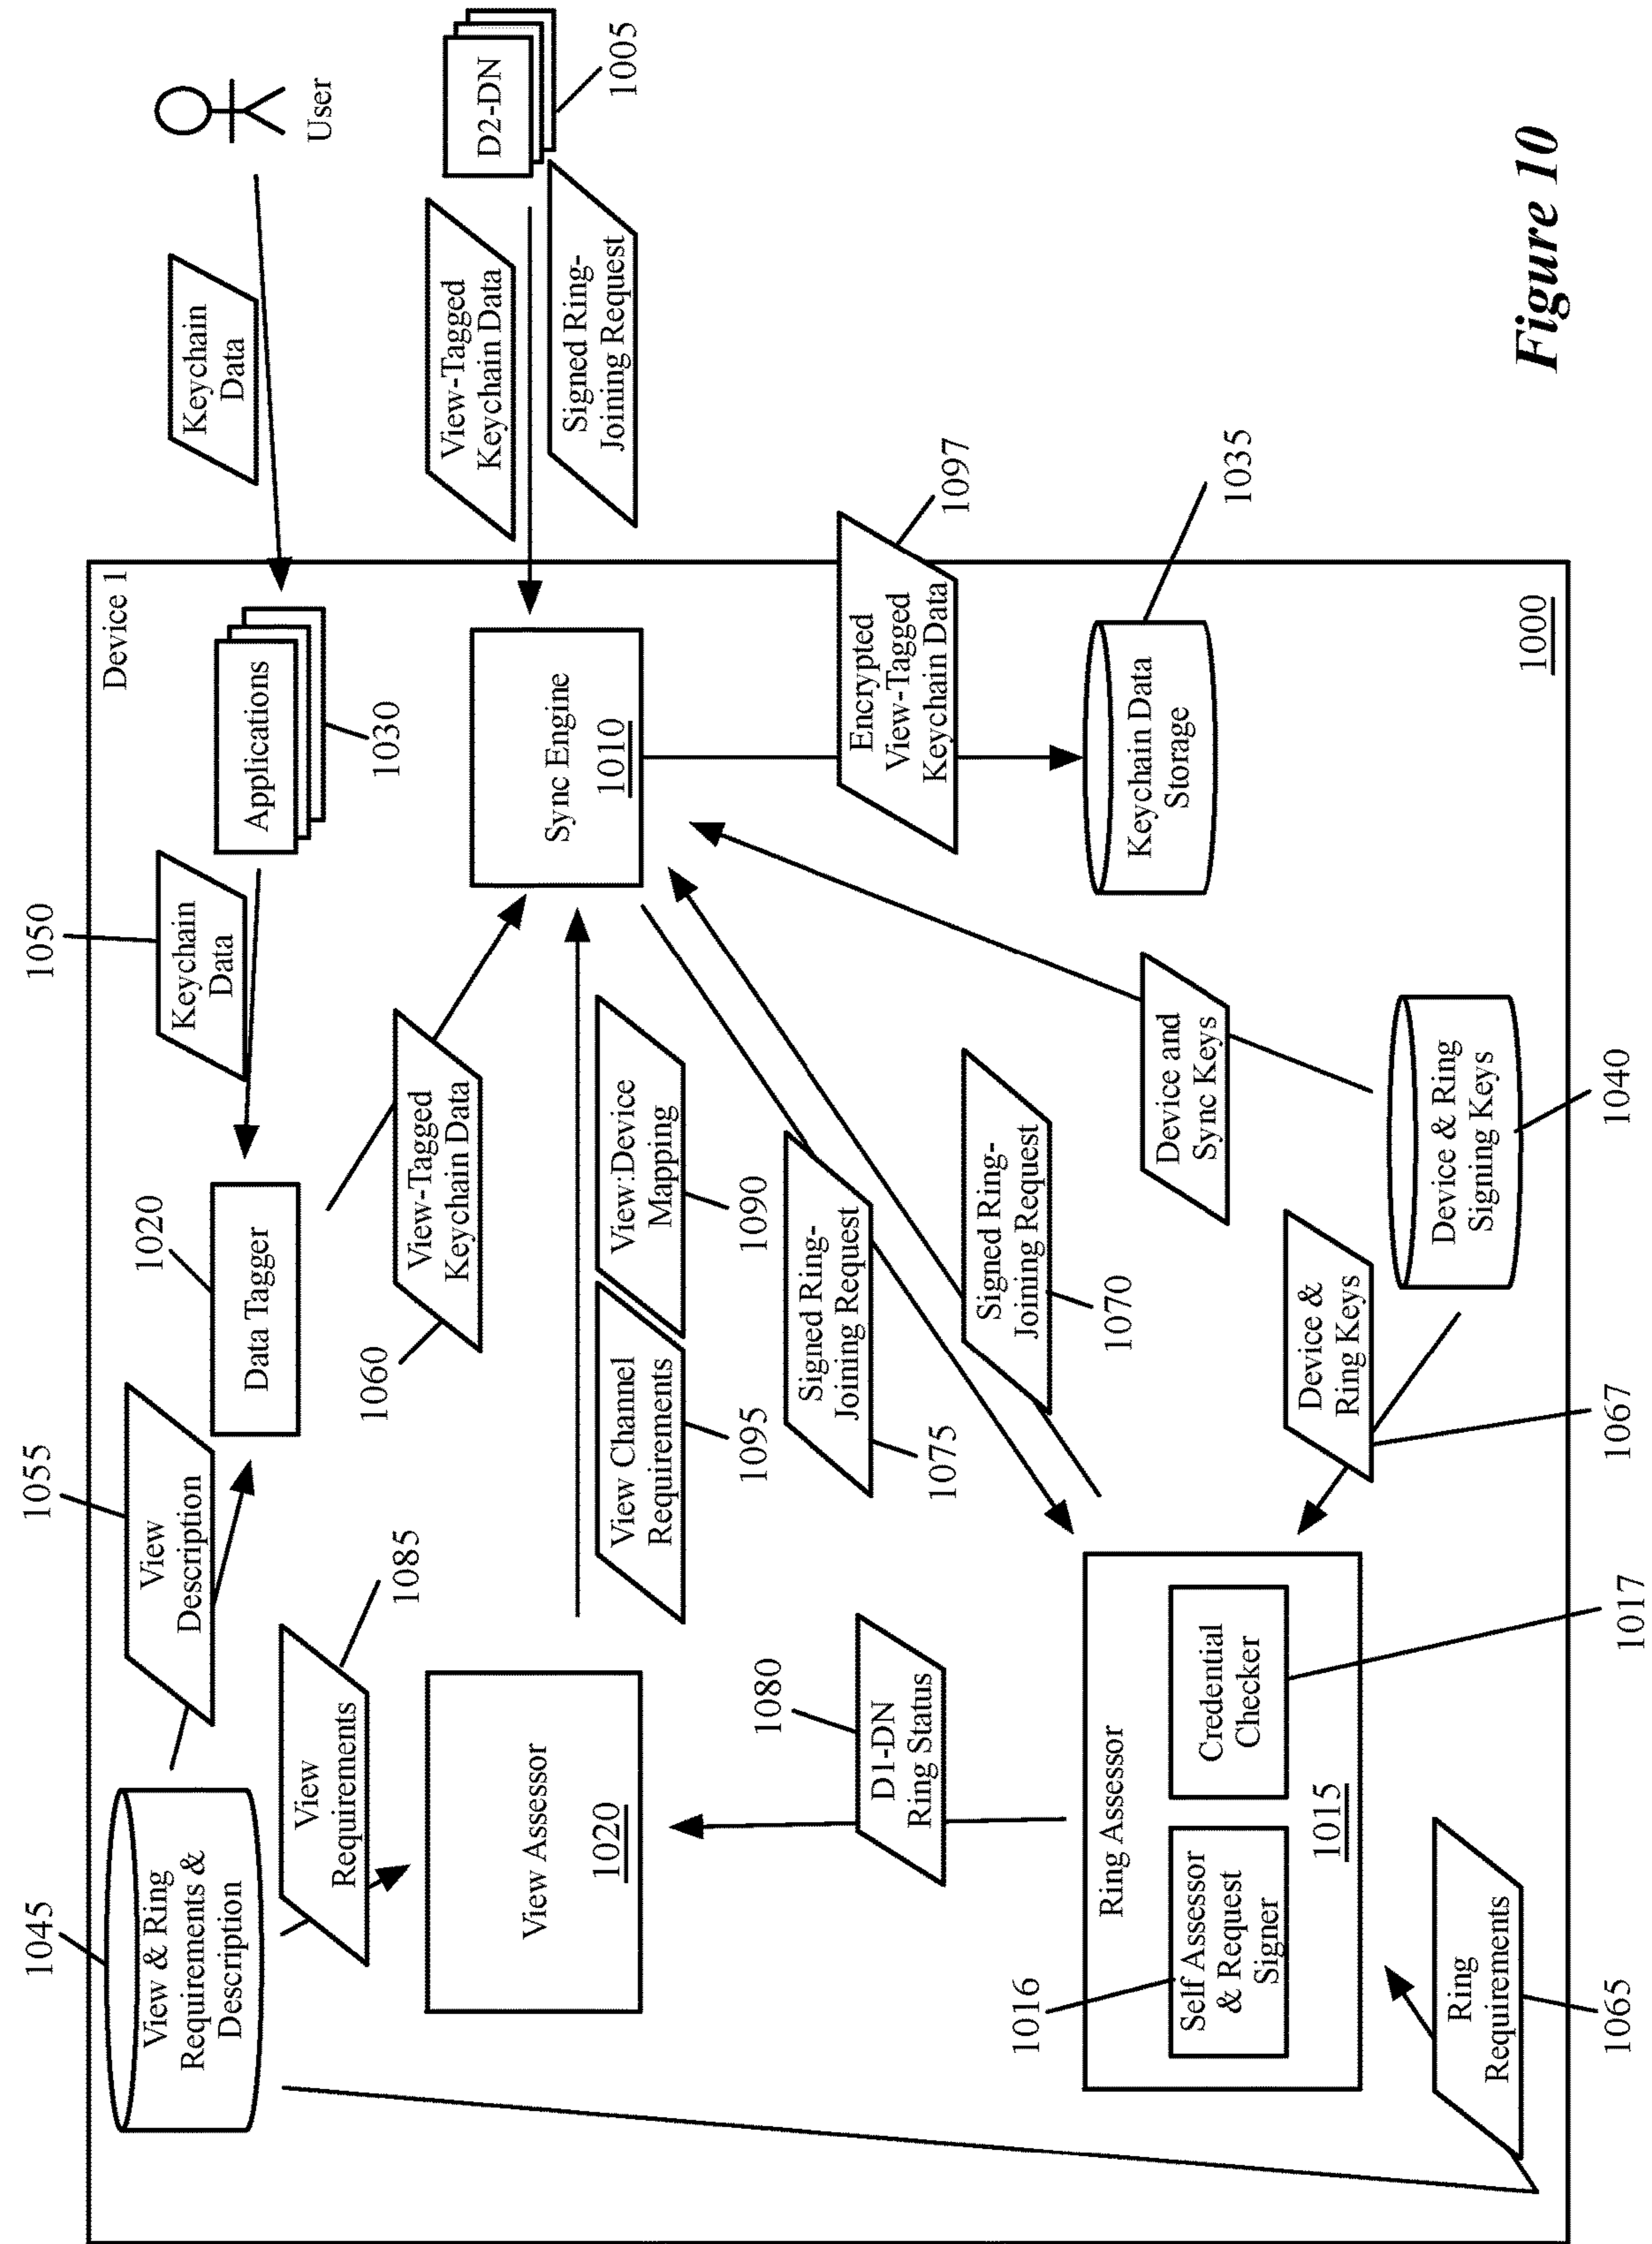 Device 1
1045
View & Ring
Requirements &
Description
1055
View
Description
1020
Data Tagger
1050
Keychain
Data
Applications
1030
Keychain
Data
User
View
Requirements
1085
1060
View-Tagged
Keychain Data
Sync Engine
1010
View-Tagged
Keychain Data
Signed Ring-
Joining Request
D2-DN
1005
View Assessor
1020
View Channel
Requirements
1095
View:Device
Mapping
1090
1080
D1-DN
Ring Status
Signed Ring-
Joining Request
1075
Signed Ring-
Joining Request
1070
Encrypted
View-Tagged
Keychain Data
1097
Ring Assessor
1016
Self Assessor
& Request
Signer
1015
Credential
Checker
1017
Device &
Ring Keys
1067
Device and
Sync Keys
Keychain Data
Storage
1035
Ring
Requirements
1065
Device & Ring
Signing Keys
1040
1000
Figure 10